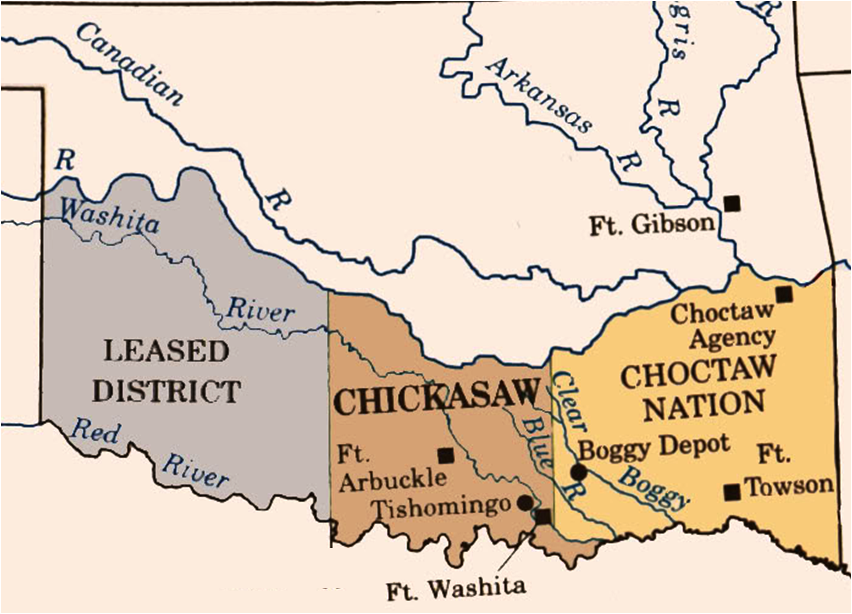 Canadian
R
R
Arkansas
R
gris
R
R
Ft. Gibson
Washita
River
LEASED
DISTRICT
Red
River
CHICKASAW
Ft.
Arbuckle
Tishomingo
Ft. Washita
Blue
R
Clear
Boggy
Choctaw
Agency
CHOCTAW
NATION
Boggy Depot
Ft.
Towson